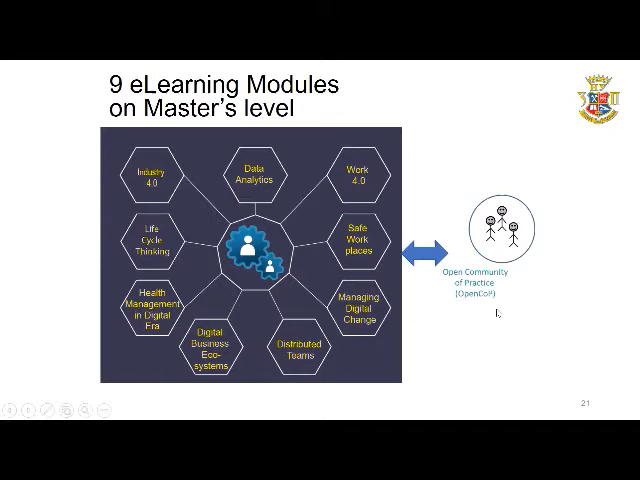 9 eLearning Modules
on Master's level
Industry
4.0
Data
Analytics
Work
4.0
Life
Cycle
Thinking
Safe
Work
places
Health
Management
in Digital
Era
Managing
Digital
Change
Digital
Business
Eco-
systems
Distributed
Teams
Open Community
of Practice
(OpenCoP)
21